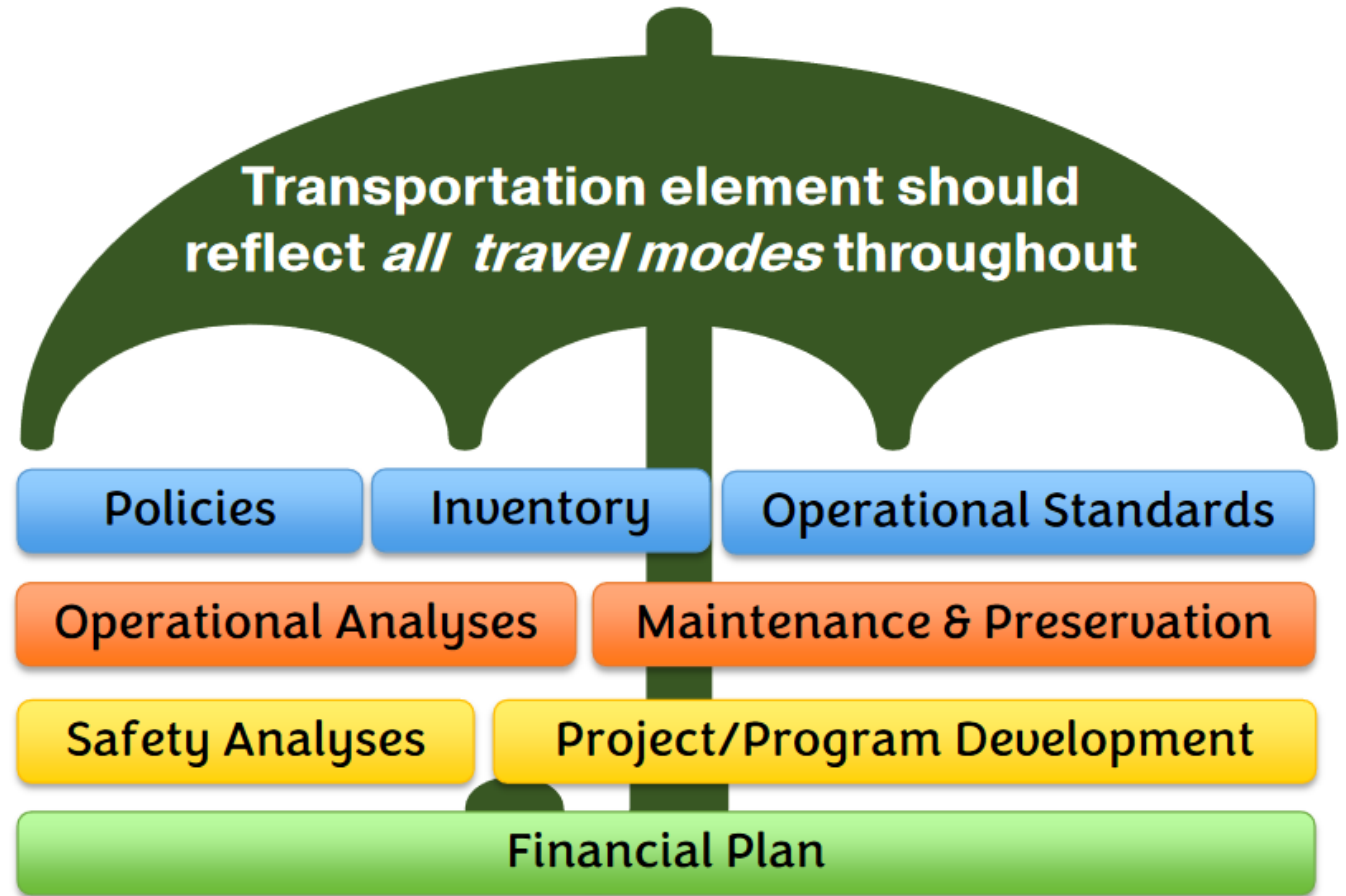 Transportation element should
reflect all travel modes throughout
Policies
Inventory
Operational Standards
Operational Analyses
Maintenance & Preservation
Safety Analyses
Project/Program Development
Financial Plan